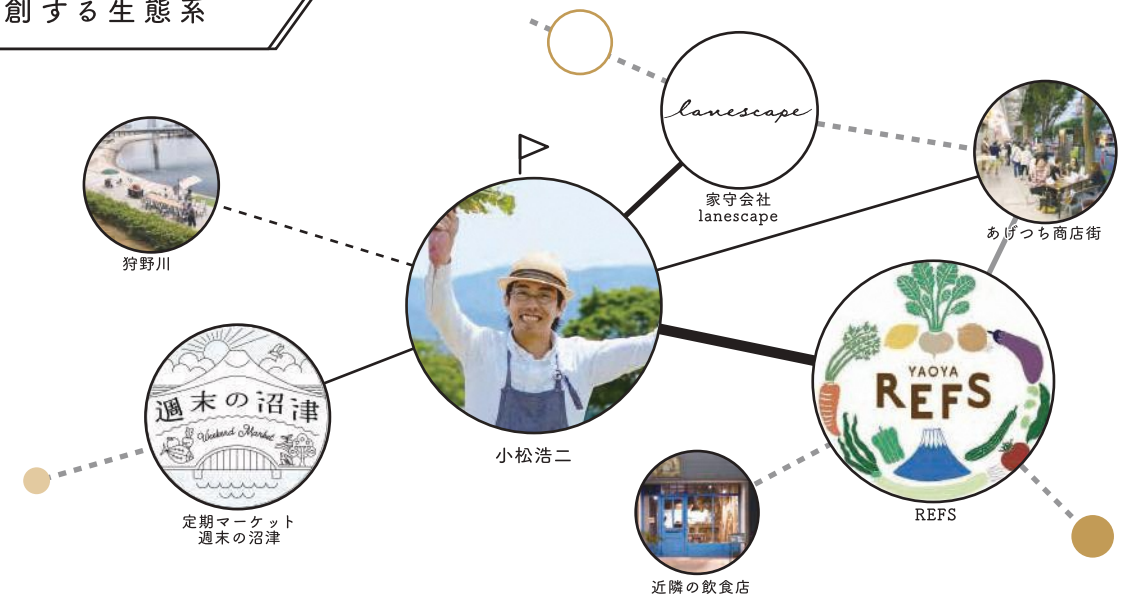 創する生態系
lanescape
家守会社
lanescape
あげつち商店街
狩野川
週末の沼津
Weekend Market
定期マーケット
週末の沼津
小松浩二
YAOYA
REFS
REFS
近隣の飲食店